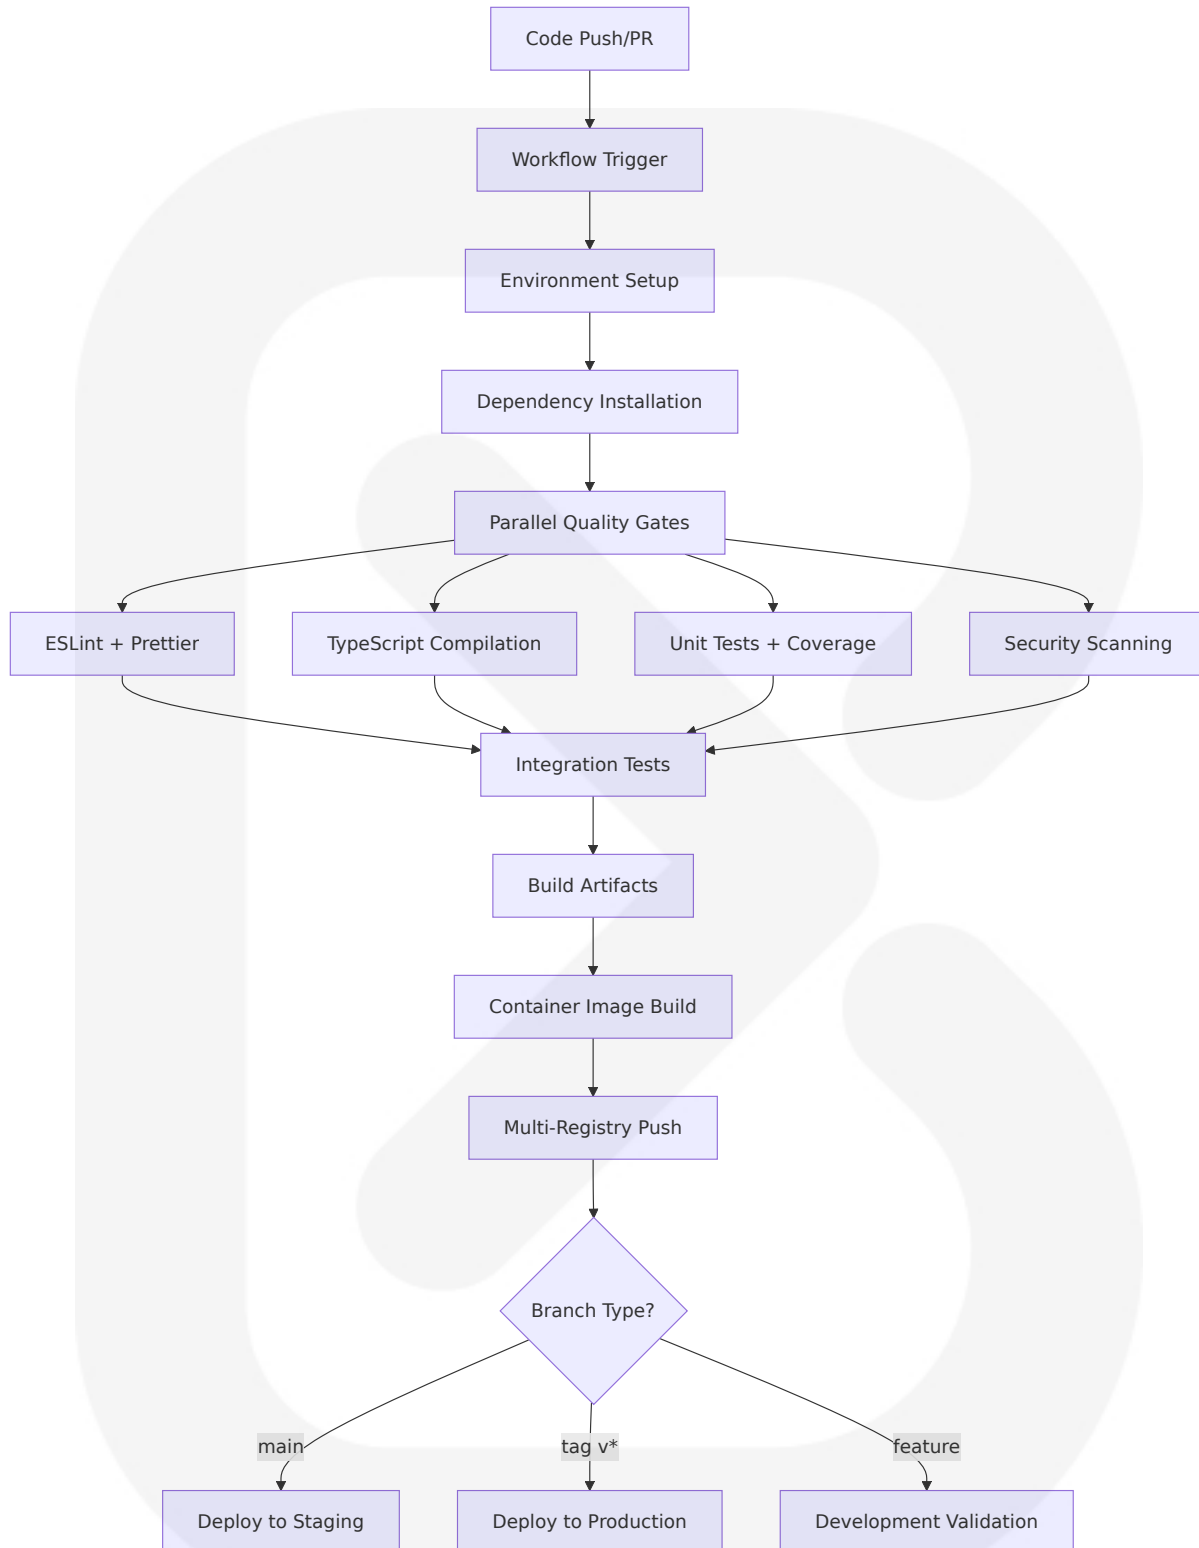 Code Push/PR
Workflow Trigger
Environment Setup
Dependency Installation
Parallel Quality Gates
ESLint + Prettier
TypeScript Compilation
Unit Tests + Coverage
Security Scanning
Integration Tests
Build Artifacts
Container Image Build
Multi-Registry Push
Branch Type?
main
tag v*
feature
Deploy to Staging
Deploy to Production
Development Validation